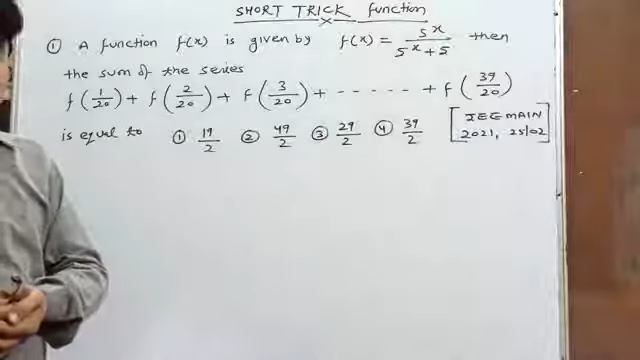 SHORT TRICK function
① A function f(x) is given by f(x) = 5^x / (5^x + 5) then
the sum of the series
f(1/20) + f(2/20) + f(3/20) + - - - - - + f(39/20)
is equal to ① 19/2 ② 49/2 ③ 29/2 ④ 39/2 [JEE MAIN
2021, 25/02]